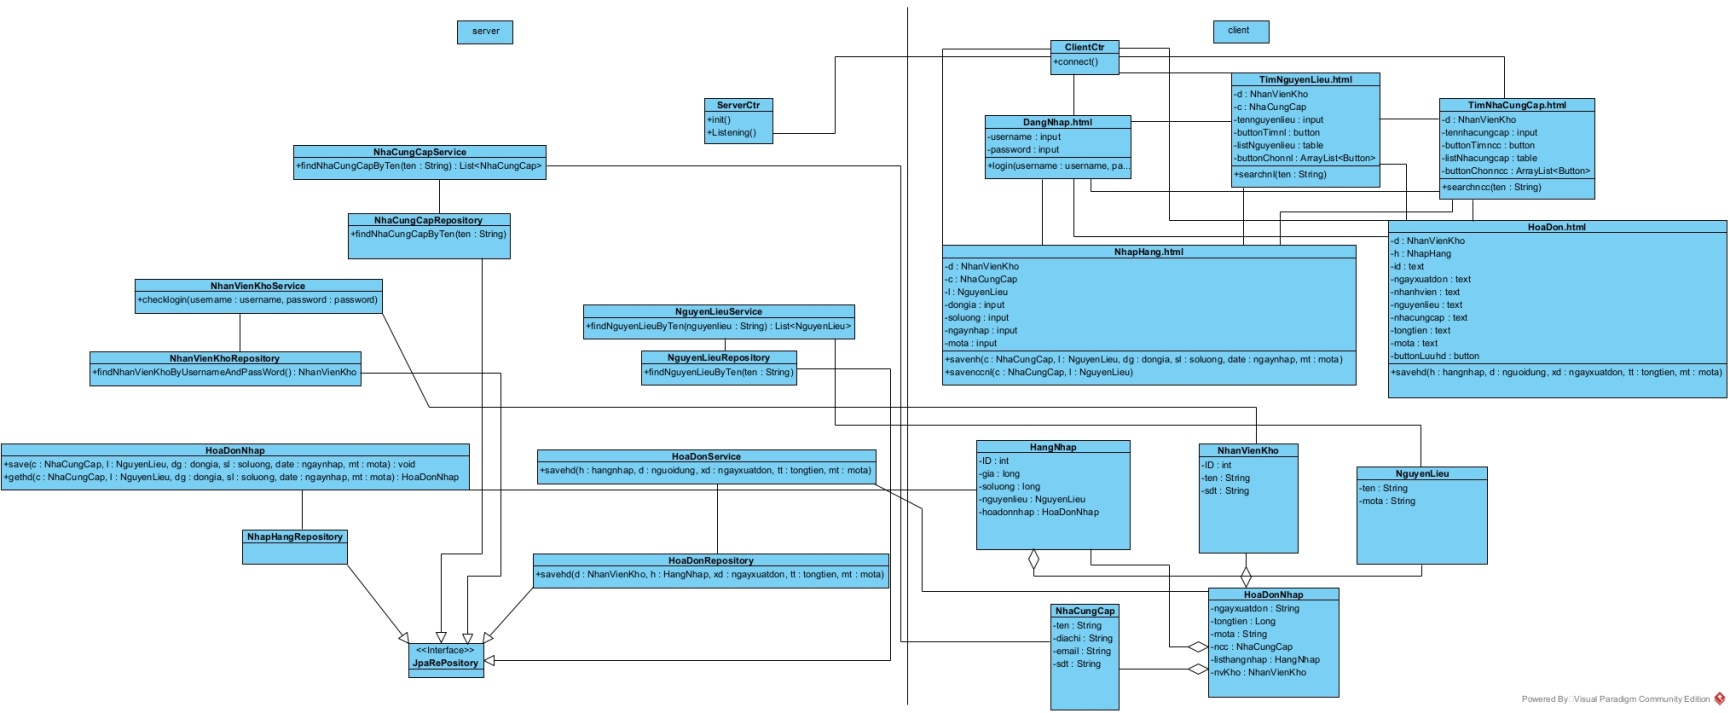 server
client
ServerCtr
+init()
+Listening()
NhaCungCapService
+findNhaCungCapByTen(ten : String) : List<NhaCungCap>
NhaCungCapRepository
+findNhaCungCapByTen(ten : String)
NhanVienKhoService
+checklogin(username : username, password : password)
NhanVienKhoRepository
+findNhanVienKhoByUsernameAndPassWord() : NhanVienKho
NguyenLieuService
+findNguyenLieuByTen(nguyenlieu : String) : List<NguyenLieu>
NguyenLieuRepository
+findNguyenLieuByTen(ten : String)
HoaDonNhap
+save(c : NhaCungCap, l : NguyenLieu, dg : dongia, sl : soluong, date : ngaynhap, mt : mota) : void
+gethd(c : NhaCungCap, l : NguyenLieu, dg : dongia, sl : soluong, date : ngaynhap, mt : mota) : HoaDonNhap
NhapHangRepository
HoaDonService
+savehd(h : hangnhap, d : nguoidung, xd : ngayxuatdon, tt : tongtien, mt : mota)
HoaDonRepository
+savehd(d : NhanVienKho, h : HangNhap, xd : ngayxuatdon, tt : tongtien, mt : mota)
<<Interface>>
JpaRePository
ClientCtr
+connect()
DangNhap.html
-username : input
-password : input
+login(username : username, pa...
TimNguyenLieu.html
-d : NhanVienKho
-c : NhaCungCap
-tennguyenlieu : input
-buttonTimnl : button
-listNguyenlieu : table
-buttonChonnl : ArrayList<Button>
+searchnl(ten : String)
TimNhaCungCap.html
-d : NhanVienKho
-tennhacungcap : input
-buttonTimncc : button
-listNhacungcap : table
-buttonChonncc : ArrayList<Button>
+searchncc(ten : String)
NhapHang.html
-d : NhanVienKho
-c : NhaCungCap
-l : NguyenLieu
-dongia : input
-soluong : input
-ngaynhap : input
-mota : input
+savenh(c : NhaCungCap, l : NguyenLieu, dg : dongia, sl : soluong, date : ngaynhap, mt : mota)
+savenccnl(c : NhaCungCap, l : NguyenLieu)
HoaDon.html
-d : NhanVienKho
-h : NhapHang
-id : text
-ngayxuatdon : text
-nhanhvien : text
-nguyenlieu : text
-nhacungcap : text
-tongtien : text
-mota : text
-buttonLuuhd : button
+savehd(h : hangnhap, d : nguoidung, xd : ngayxuatdon, tt : tongtien, mt : mota)
HangNhap
-ID : int
-gia : long
-soluong : long
-nguyenlieu : NguyenLieu
-hoadonnhap : HoaDonNhap
NhanVienKho
-ID : int
-ten : String
-sdt : String
NguyenLieu
-ten : String
-mota : String
NhaCungCap
-ten : String
-diachi : String
-email : String
-sdt : String
HoaDonNhap
-ngayxuatdon : String
-tongtien : Long
-mota : String
-ncc : NhaCungCap
-listhangnhap : HangNhap
-nvKho : NhanVienKho
Powered By Visual Paradigm Community Edition